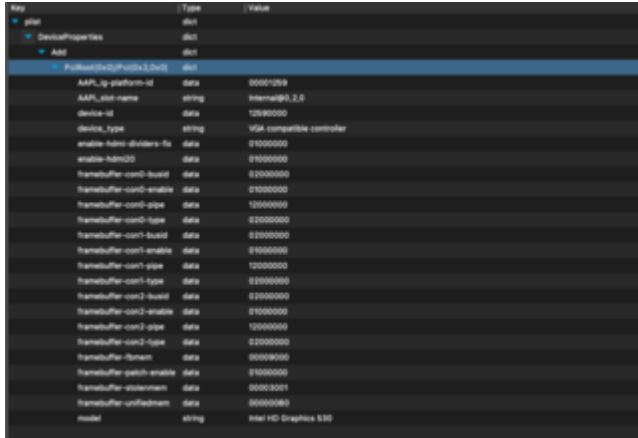 Key Type Value
plist dict
DeviceProperties dict
Add dict
PciRoot(0x0)/Pci(0x2,0x0) dict
AAPL,ig-platform-id data 00001259
AAPL,slot-name string Internal@0,2,0
device-id data 12590000
device_type string VGA compatible controller
enable-hdmi-dividers-fix data 01000000
enable-hdmi20 data 01000000
framebuffer-con0-busid data 02000000
framebuffer-con0-enable data 01000000
framebuffer-con0-pipe data 12000000
framebuffer-con0-type data 02000000
framebuffer-con1-busid data 02000000
framebuffer-con1-enable data 01000000
framebuffer-con1-pipe data 12000000
framebuffer-con1-type data 02000000
framebuffer-con2-busid data 02000000
framebuffer-con2-enable data 01000000
framebuffer-con2-pipe data 12000000
framebuffer-con2-type data 02000000
framebuffer-fbmem data 00009000
framebuffer-patch-enable data 01000000
framebuffer-stolenmem data 00003001
framebuffer-unifiedmem data 00000080
model string Intel HD Graphics 530